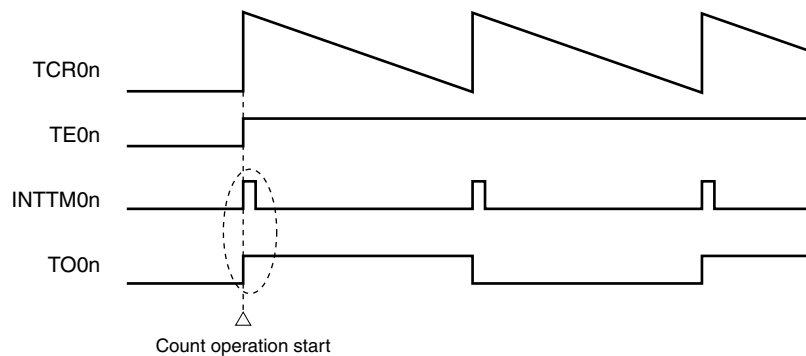 TCR0n
TE0n
INTTM0n
TO0n
Count operation start